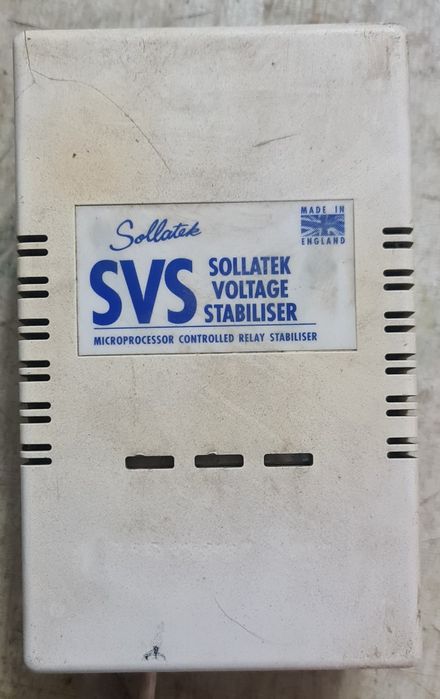 Sollatek
MADE IN
ENGLAND
SVS
SOLLATEK
VOLTAGE
STABILISER
MICROPROCESSOR CONTROLLED RELAY STABILISER